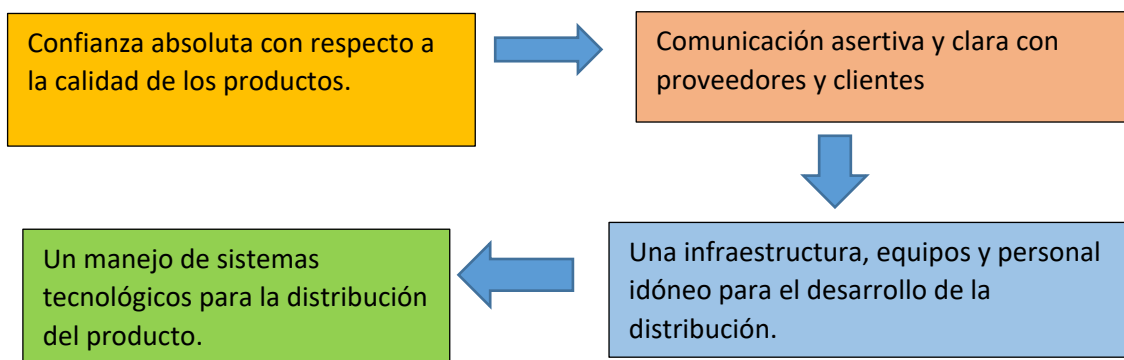 Confianza absoluta con respecto a
la calidad de los productos.
Comunicación asertiva y clara con
proveedores y clientes
Una infraestructura, equipos y personal
idóneo para el desarrollo de la
distribución.
Un manejo de sistemas
tecnológicos para la distribución
del producto.